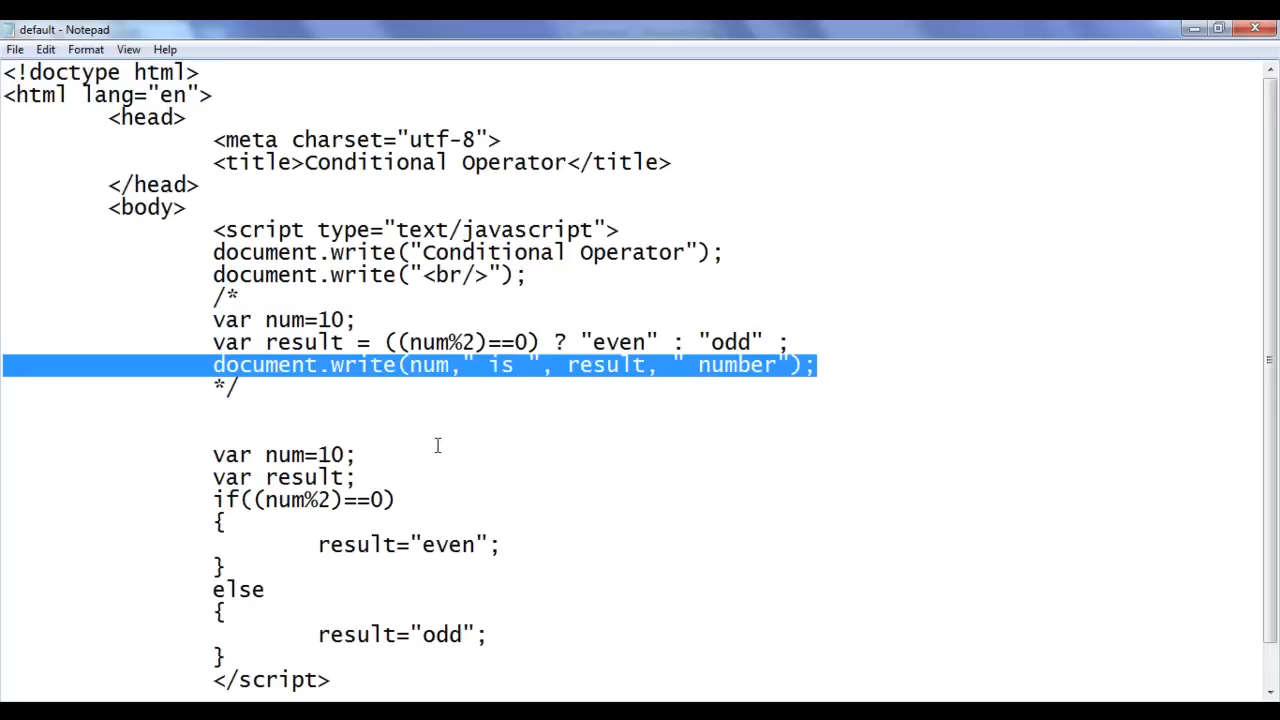 default - Notepad
File Edit Format View Help
<!doctype html>
<html lang="en">
<head>
<meta charset="utf-8">
<title>Conditional Operator</title>
</head>
<body>
<script type="text/javascript">
document.write("Conditional Operator");
document.write("<br/>");
/*
var num=10;
var result = ((num%2)==0) ? "even" : "odd" ;
document.write(num," is ", result, " number");
*/
var num=10;
var result;
if((num%2)==0)
{
result="even";
}
else
{
result="odd";
}
</script>